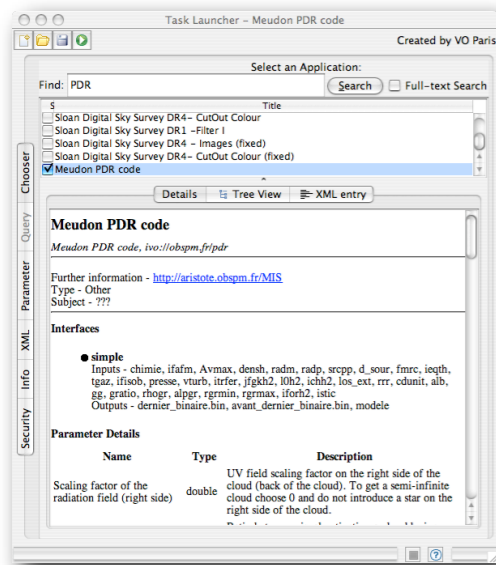 Task Launcher – Meudon PDR code
Created by VO Paris
Select an Application:
Find: PDR Search Full-text Search
S Title
Sloan Digital Sky Survey DR4- CutOut Colour
Sloan Digital Sky Survey DR1 -Filter I
Sloan Digital Sky Survey DR4 - Images (fixed)
Sloan Digital Sky Survey DR4- CutOut Colour (fixed)
Meudon PDR code
Chooser
Query
Parameter
XML
Info
Security
Details Tree View XML entry
Meudon PDR code
Meudon PDR code, ivo://obspm.fr/pdr
Further information - http://aristote.obspm.fr/MIS
Type - Other
Subject - ???
Interfaces
simple
Inputs - chimie, ifafm, Avmax, densh, radm, radp, srcpp, d_sour, fmrc, ieqth,
tgaz, ifisob, presse, vturb, itrfer, jfgkh2, l0h2, ichh2, los_ext, rrr, cdunit, alb,
gg, gratio, rhogr, alpgr, rgrmin, rgrmax, iforh2, istic
Outputs - dernier_binaire.bin, avant_dernier_binaire.bin, modele
Parameter Details
Name Type Description
Scaling factor of the
radiation field (right side)
double
UV field scaling factor on the right side of the
cloud (back of the cloud). To get a semi-infinite
cloud choose 0 and do not introduce a star on the
right side of the cloud.